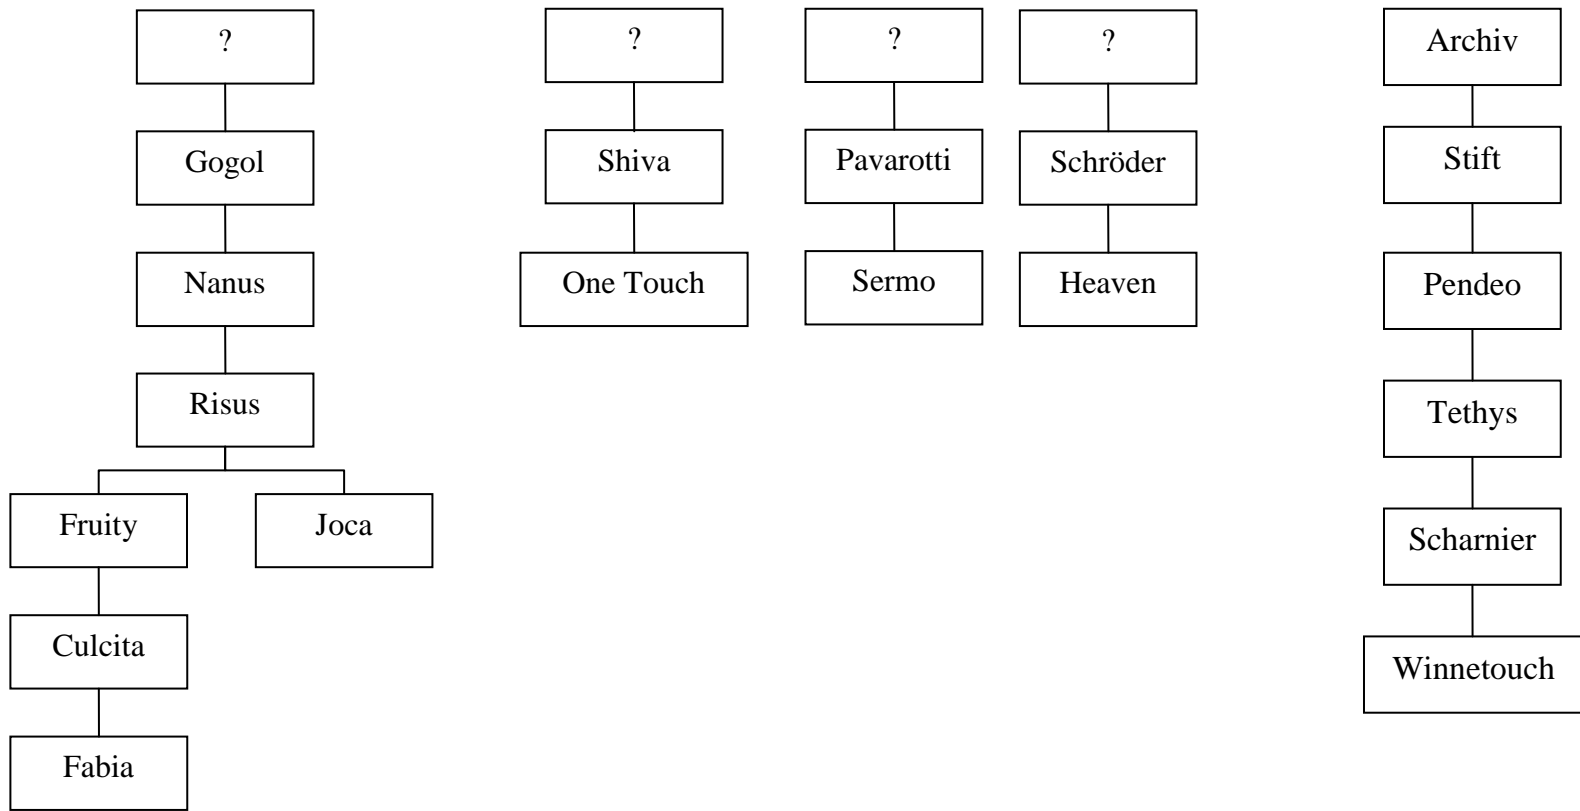 ?
?
?
?
Archiv
Gogol
Shiva
Pavarotti
Schröder
Stift
Nanus
One Touch
Sermo
Heaven
Pendeo
Risus
Tethys
Fruity
Joca
Scharnier
Culcita
Winnetouch
Fabia